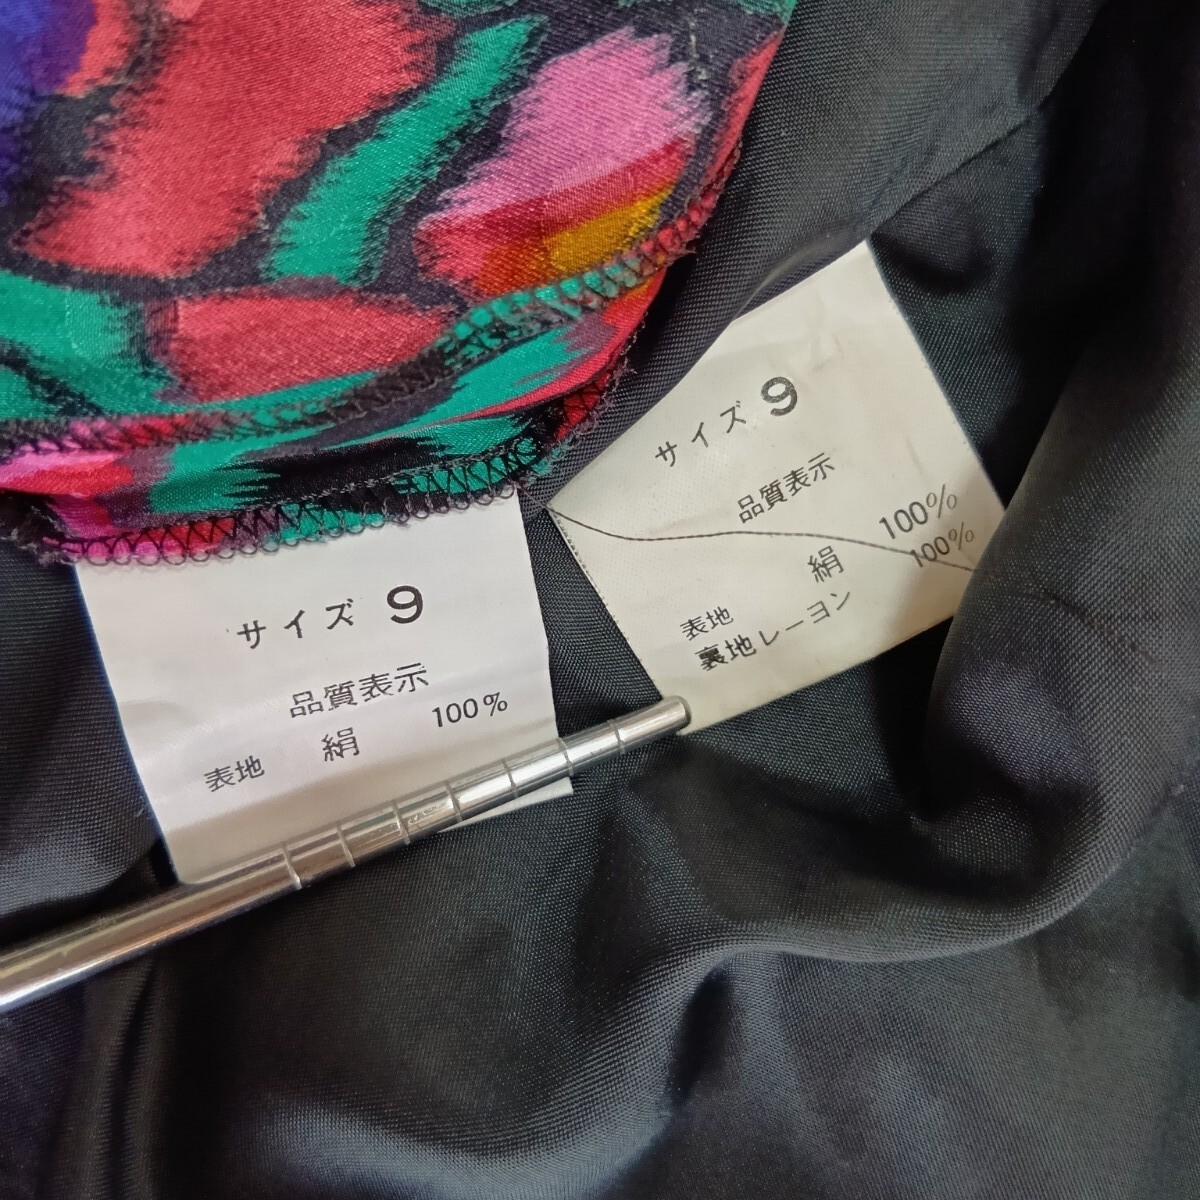 サイズ 9
品質表示
表地 絹 100%
サイズ 9
品質表示
表地 絹 100%
裏地レーヨン 100%